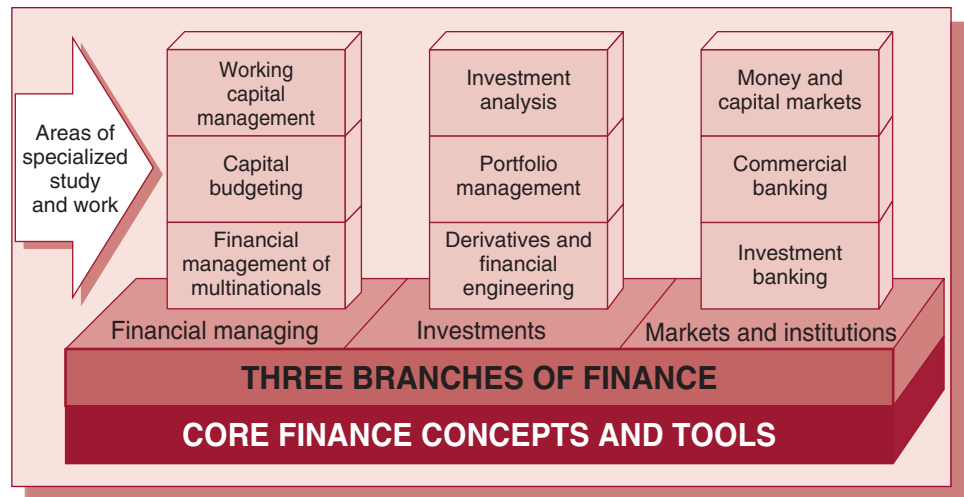 Areas of
specialized
study
and work
Working
capital
management
Capital
budgeting
Financial
management of
multinationals
Financial managing
Investment
analysis
Portfolio
management
Derivatives and
financial
engineering
Investments
Money and
capital markets
Commercial
banking
Investment
banking
Markets and institutions
THREE BRANCHES OF FINANCE
CORE FINANCE CONCEPTS AND TOOLS